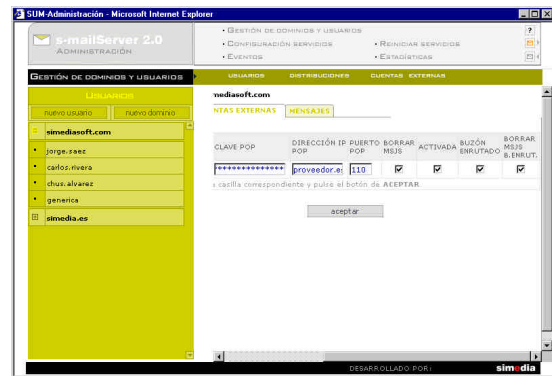 SUM-Administración - Microsoft Internet Explorer
s-mailServer 2.0
ADMINISTRACIÓN
• GESTIÓN DE DOMINIOS Y USUARIOS
• CONFIGURACIÓN SERVICIOS
• REINICIAR SERVICIOS
• EVENTOS
• ESTADÍSTICAS
?
GESTIÓN DE DOMINIOS Y USUARIOS
USUARIOS DISTRIBUCIONES CUENTAS EXTERNAS
USUARIOS
nuevo usuario nuevo dominio
simediasoft.com
jorge.saez
carlos.rivera
chus.alvarez
generica
simedia.es
mediasoft.com
NTAS EXTERNAS MENSAJES
CLAVE POP DIRECCIÓN IP POP PUERTO POP BORRAR MSJS ACTIVADA BUZÓN ENRUTADO BORRAR MSJS B.ENRUT.
************** proveedor.es 110
casilla correspondiente y pulse el botón de ACEPTAR
aceptar
DESARROLLADO POR: simedia